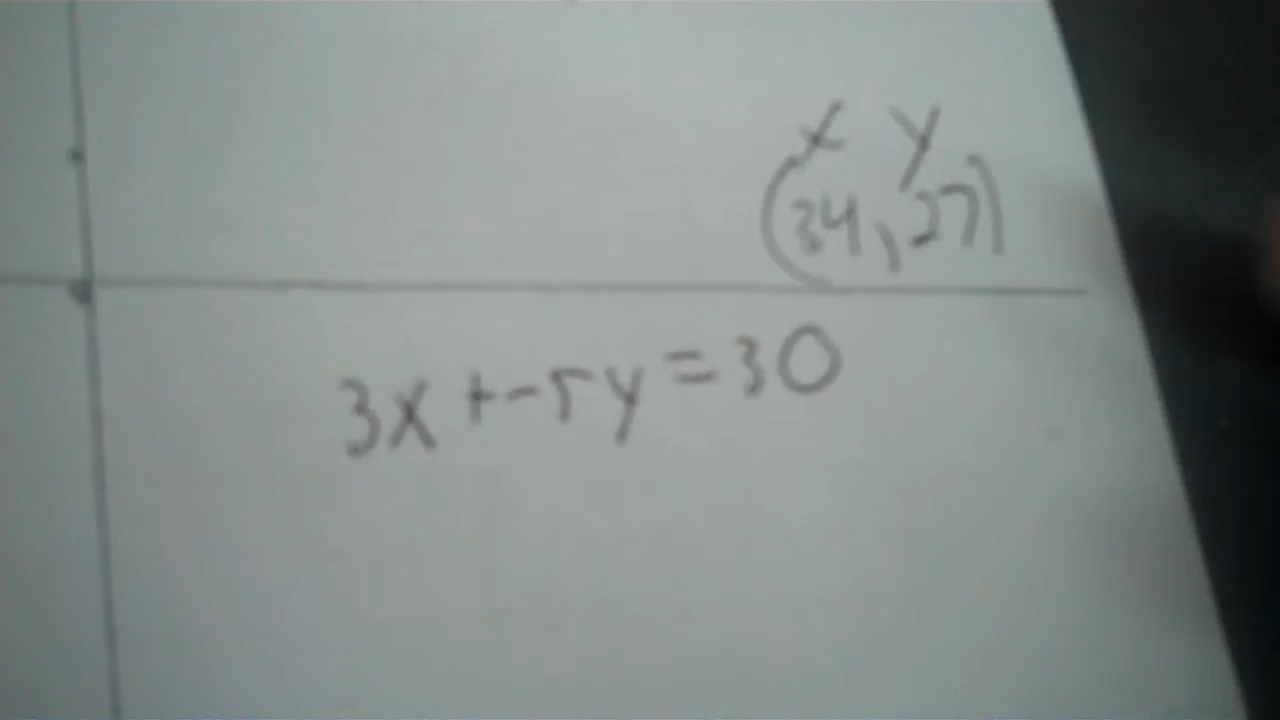 x y
(34, 27)
3x + -5y = 30